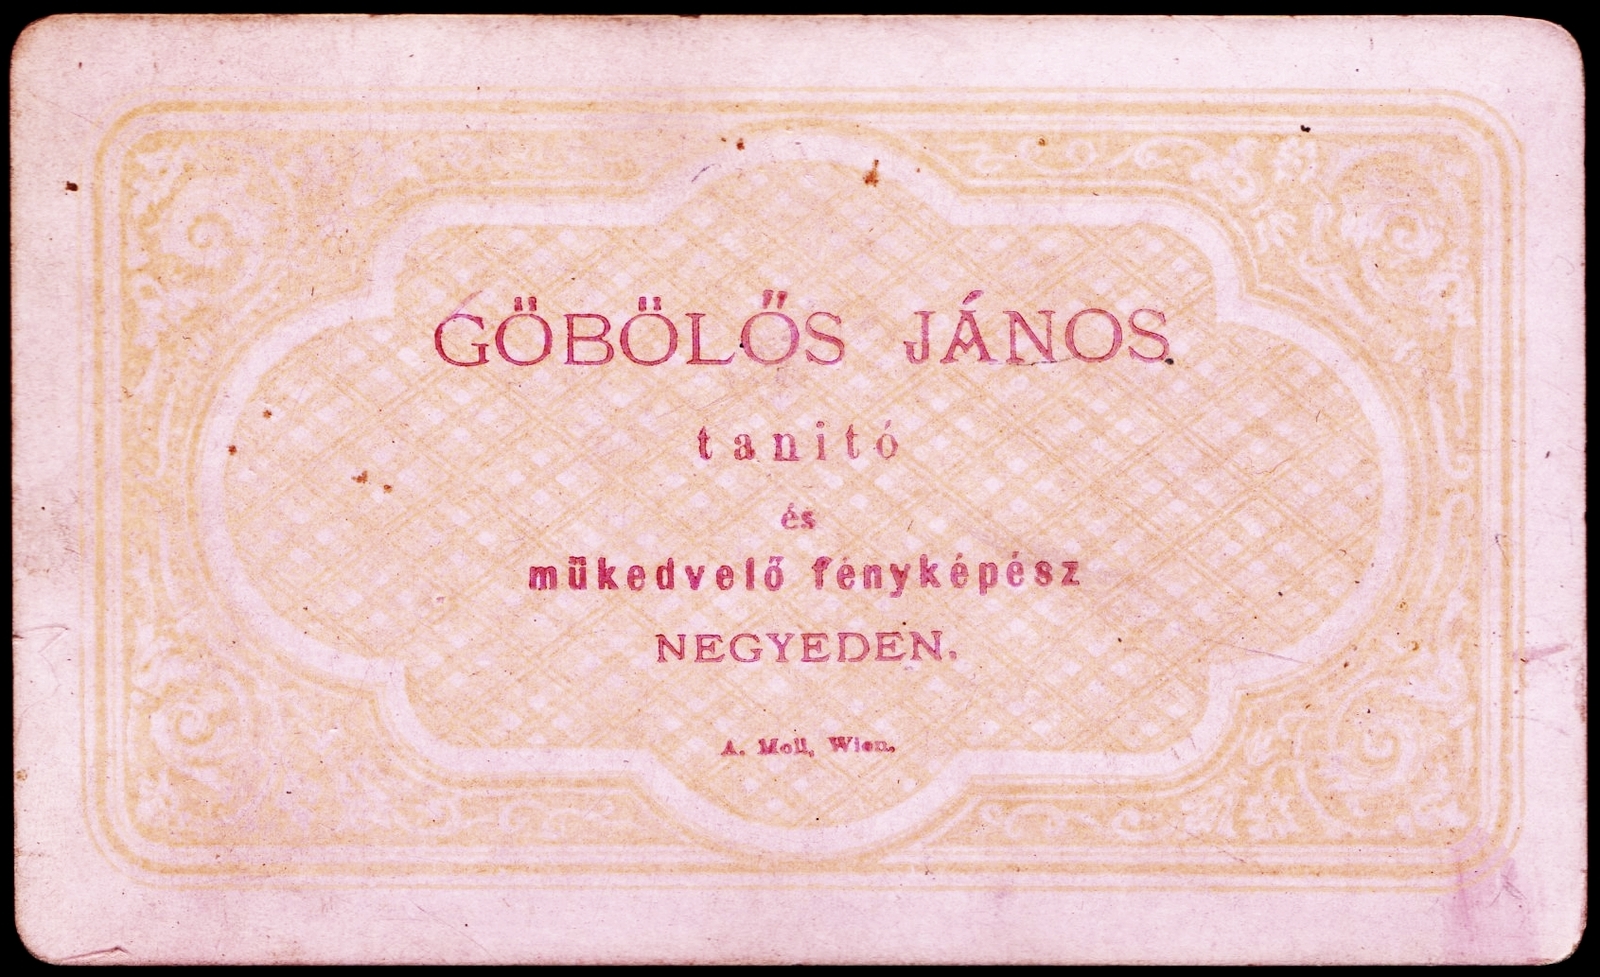 GÖBÖLŐS JÁNOS
tanitó
és
műkedvelő fényképész
NEGYEDEN.
A. Moll, Wien.